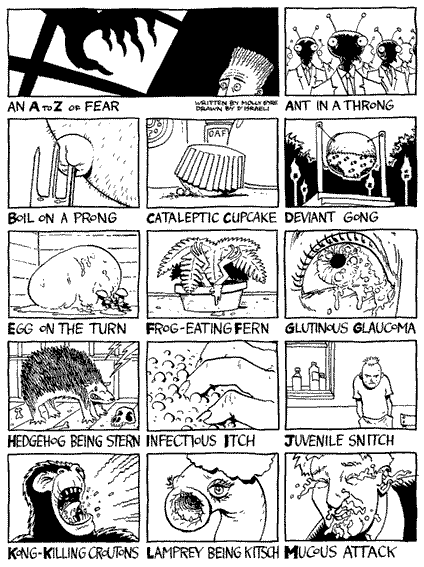 AN A TO Z OF FEAR
WRITTEN BY MOLLY EYRE
DRAWN BY D'ISRAELI
ANT IN A THRONG
BOIL ON A PRONG
OAF
CATALEPTIC CUPCAKE
DEVIANT GONG
EGG ON THE TURN
FROG-EATING FERN
GLUTINOUS GLAUCOMA
HEDGEHOG BEING STERN
INFECTIOUS ITCH
JUVENILE SNITCH
KONG-KILLING CROUTONS
LAMPREY BEING KITSCH
MUCOUS ATTACK